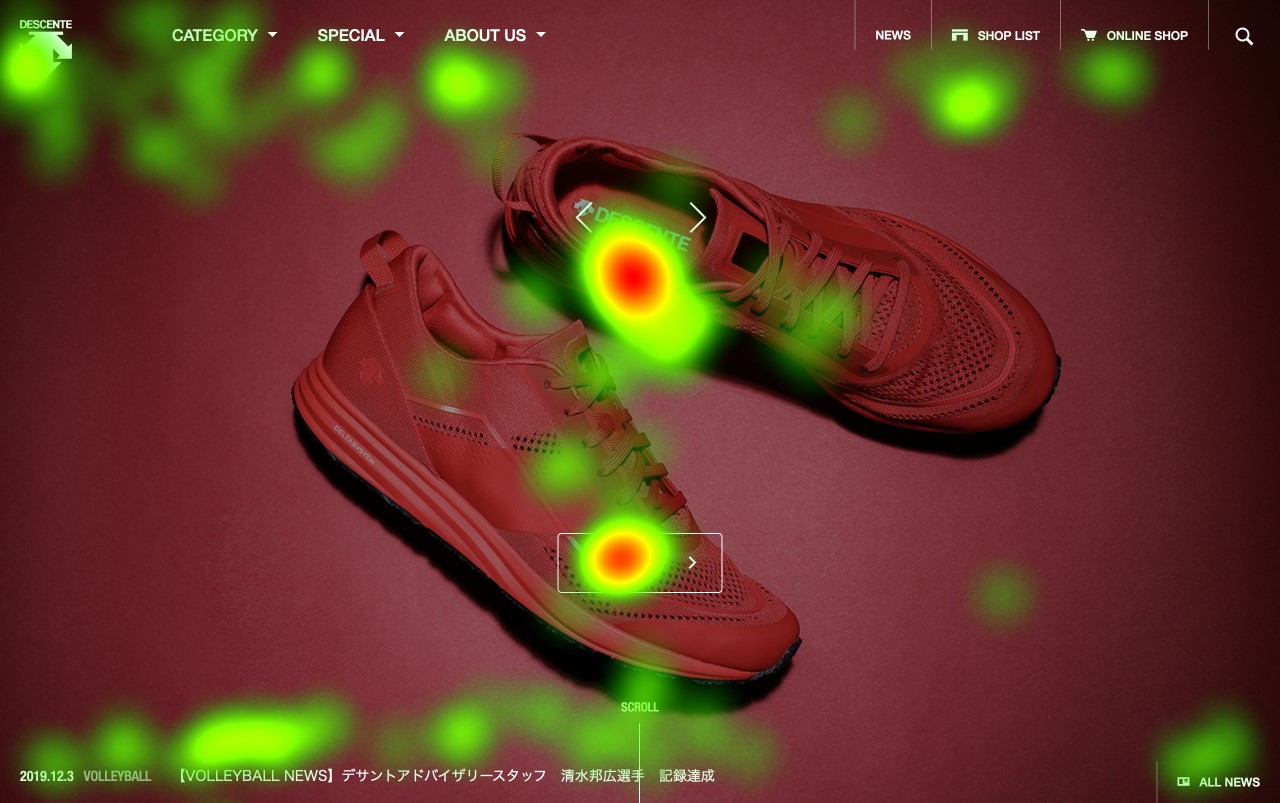 DESCENTE
CATEGORY
SPECIAL
ABOUT US
NEWS
SHOP LIST
ONLINE SHOP
DESCENTE
DELTA SYSTEM
SCROLL
2019.12.3 VOLLEYBALL 【VOLLEYBALL NEWS】デサントアドバイザリースタッフ 清水邦広選手 記録達成
ALL NEWS